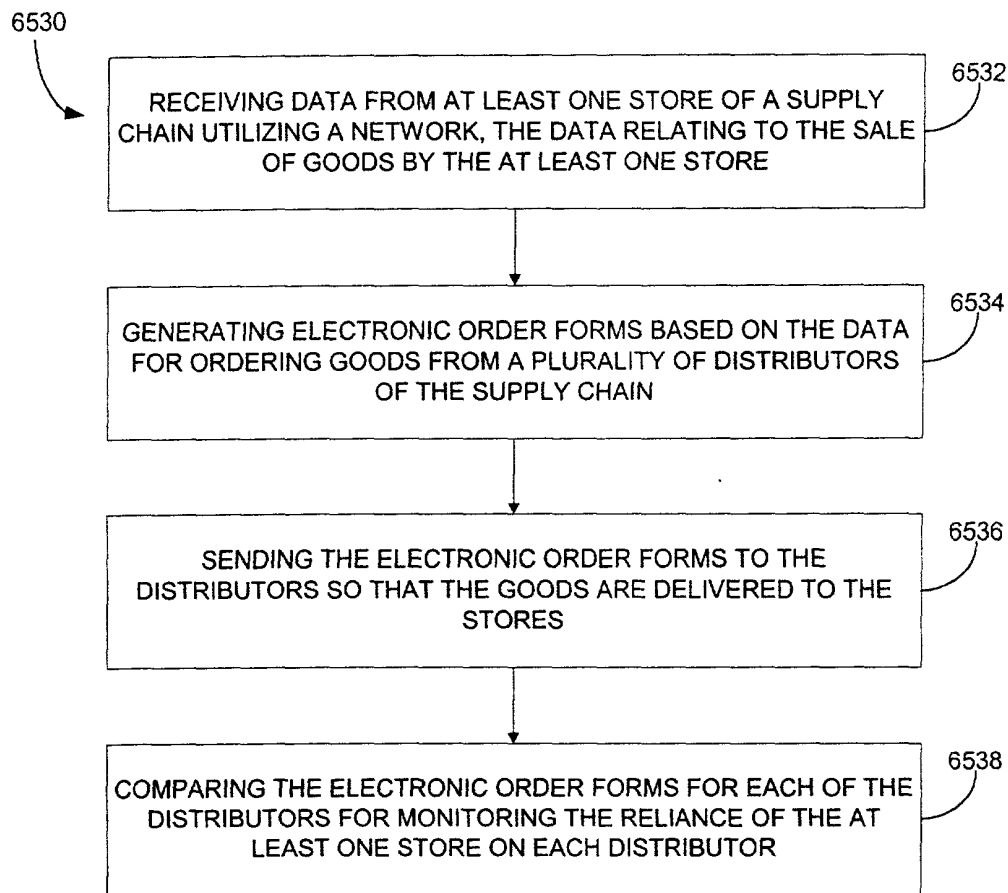 6530
6532
RECEIVING DATA FROM AT LEAST ONE STORE OF A SUPPLY
CHAIN UTILIZING A NETWORK, THE DATA RELATING TO THE SALE
OF GOODS BY THE AT LEAST ONE STORE
6534
GENERATING ELECTRONIC ORDER FORMS BASED ON THE DATA
FOR ORDERING GOODS FROM A PLURALITY OF DISTRIBUTORS
OF THE SUPPLY CHAIN
6536
SENDING THE ELECTRONIC ORDER FORMS TO THE
DISTRIBUTORS SO THAT THE GOODS ARE DELIVERED TO THE
STORES
6538
COMPARING THE ELECTRONIC ORDER FORMS FOR EACH OF THE
DISTRIBUTORS FOR MONITORING THE RELIANCE OF THE AT
LEAST ONE STORE ON EACH DISTRIBUTOR